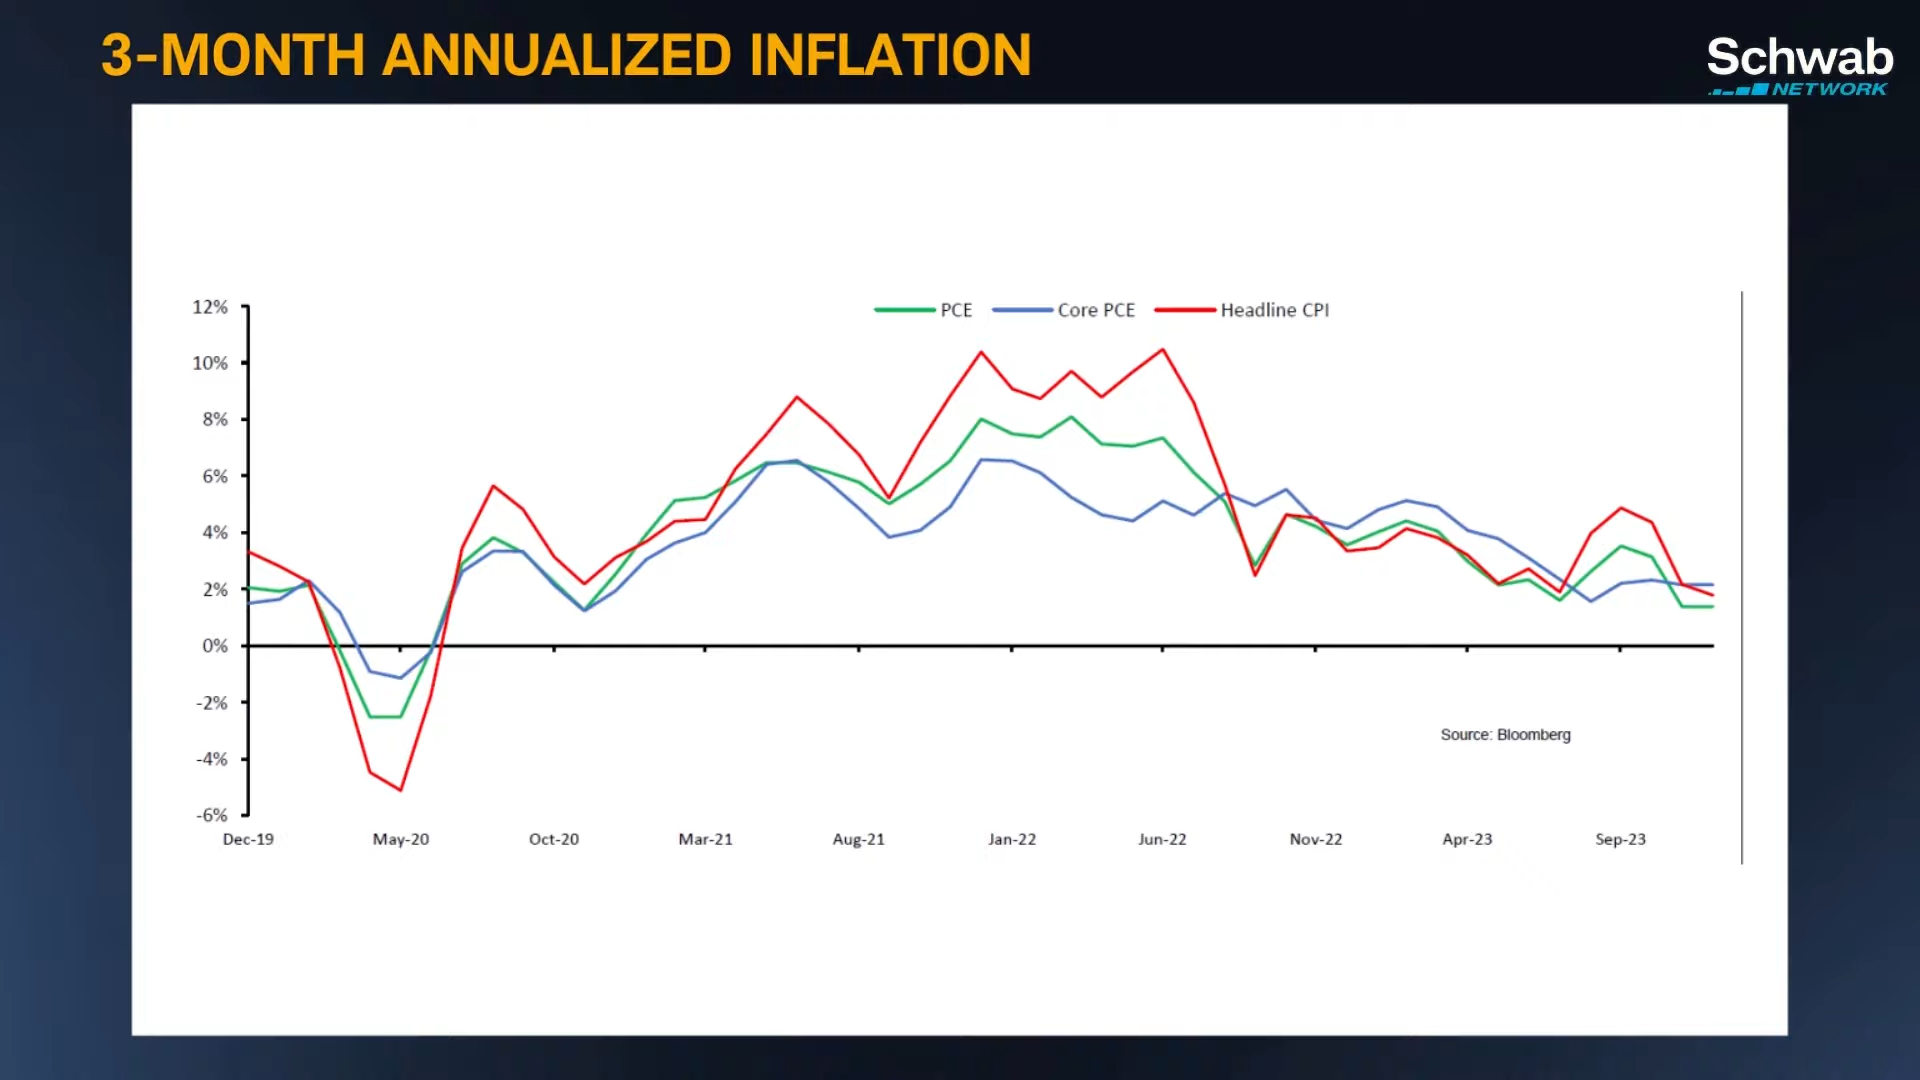 3-MONTH ANNUALIZED INFLATION
Schwab
NETWORK
PCE Core PCE Headline CPI
12%
10%
8%
6%
4%
2%
0%
-2%
-4%
-6%
Source: Bloomberg
Dec-19 May-20 Oct-20 Mar-21 Aug-21 Jan-22 Jun-22 Nov-22 Apr-23 Sep-23